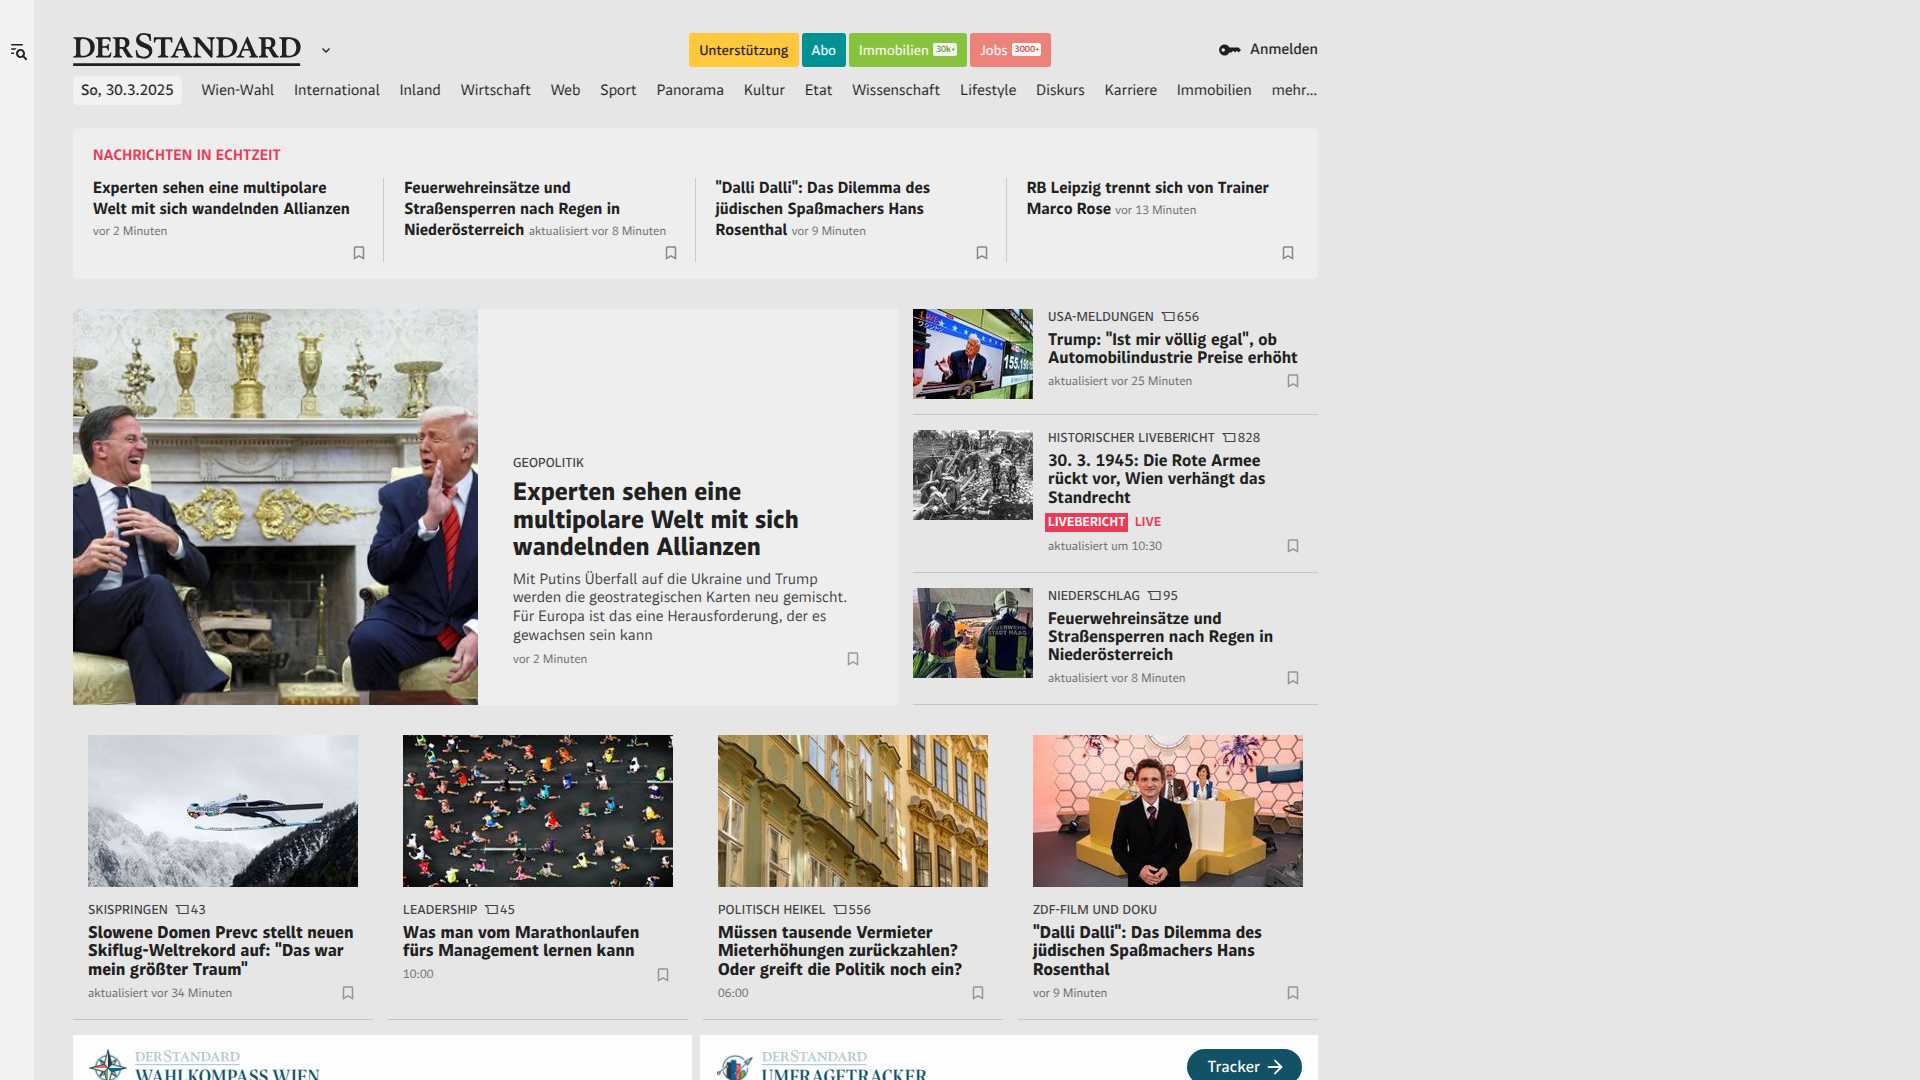 DERSTANDARD
Unterstützung
Abo
Immobilien 30k+
Jobs 3000+
Anmelden
So, 30.3.2025
Wien-Wahl
International
Inland
Wirtschaft
Web
Sport
Panorama
Kultur
Etat
Wissenschaft
Lifestyle
Diskurs
Karriere
Immobilien
mehr...
NACHRICHTEN IN ECHTZEIT
Experten sehen eine multipolare
Welt mit sich wandelnden Allianzen
vor 2 Minuten
Feuerwehreinsätze und
Straßensperren nach Regen in
Niederösterreich aktualisiert vor 8 Minuten
"Dalli Dalli": Das Dilemma des
jüdischen Spaßmachers Hans
Rosenthal vor 9 Minuten
RB Leipzig trennt sich von Trainer
Marco Rose vor 13 Minuten
GEOPOLITIK
Experten sehen eine
multipolare Welt mit sich
wandelnden Allianzen
Mit Putins Überfall auf die Ukraine und Trump
werden die geostrategischen Karten neu gemischt.
Für Europa ist das eine Herausforderung, der es
gewachsen sein kann
vor 2 Minuten
USA-MELDUNGEN 656
Trump: "Ist mir völlig egal", ob
Automobilindustrie Preise erhöht
aktualisiert vor 25 Minuten
HISTORISCHER LIVEBERICHT 828
30. 3. 1945: Die Rote Armee
rückt vor, Wien verhängt das
Standrecht
LIVEBERICHT LIVE
aktualisiert um 10:30
FEUERWEHR
STADT HAAG
NIEDERSCHLAG 95
Feuerwehreinsätze und
Straßensperren nach Regen in
Niederösterreich
aktualisiert vor 8 Minuten
SKISPRINGEN 43
Slowene Domen Prevc stellt neuen
Skiflug-Weltrekord auf: "Das war
mein größter Traum"
aktualisiert vor 34 Minuten
LEADERSHIP 45
Was man vom Marathonlaufen
fürs Management lernen kann
10:00
POLITISCH HEIKEL 556
Müssen tausende Vermieter
Mieterhöhungen zurückzahlen?
Oder greift die Politik noch ein?
06:00
ZDF-FILM UND DOKU
"Dalli Dalli": Das Dilemma des
jüdischen Spaßmachers Hans
Rosenthal
vor 9 Minuten
DERSTANDARD
WAHLKOMPASS WIEN
DERSTANDARD
UMFRAGETRACKER
Tracker